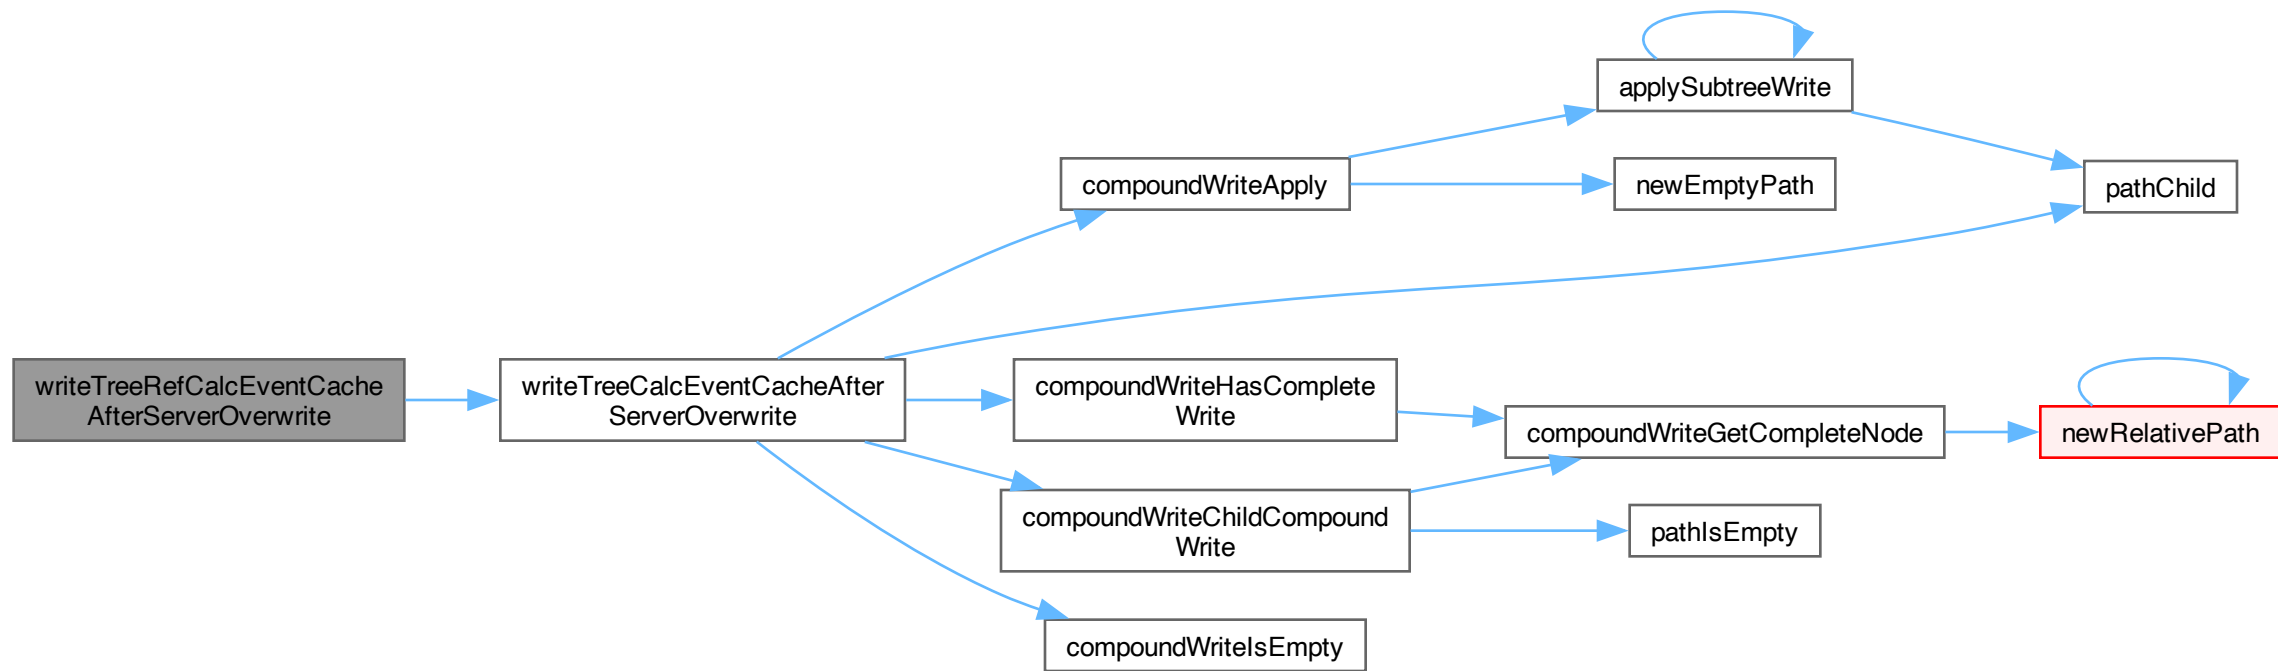 applySubtreeWrite
compoundWriteApply
newEmptyPath
pathChild
writeTreeRefCalcEventCache
AfterServerOverwrite
writeTreeCalcEventCacheAfter
ServerOverwrite
compoundWriteHasComplete
Write
compoundWriteGetCompleteNode
newRelativePath
compoundWriteChildCompound
Write
pathIsEmpty
compoundWriteIsEmpty